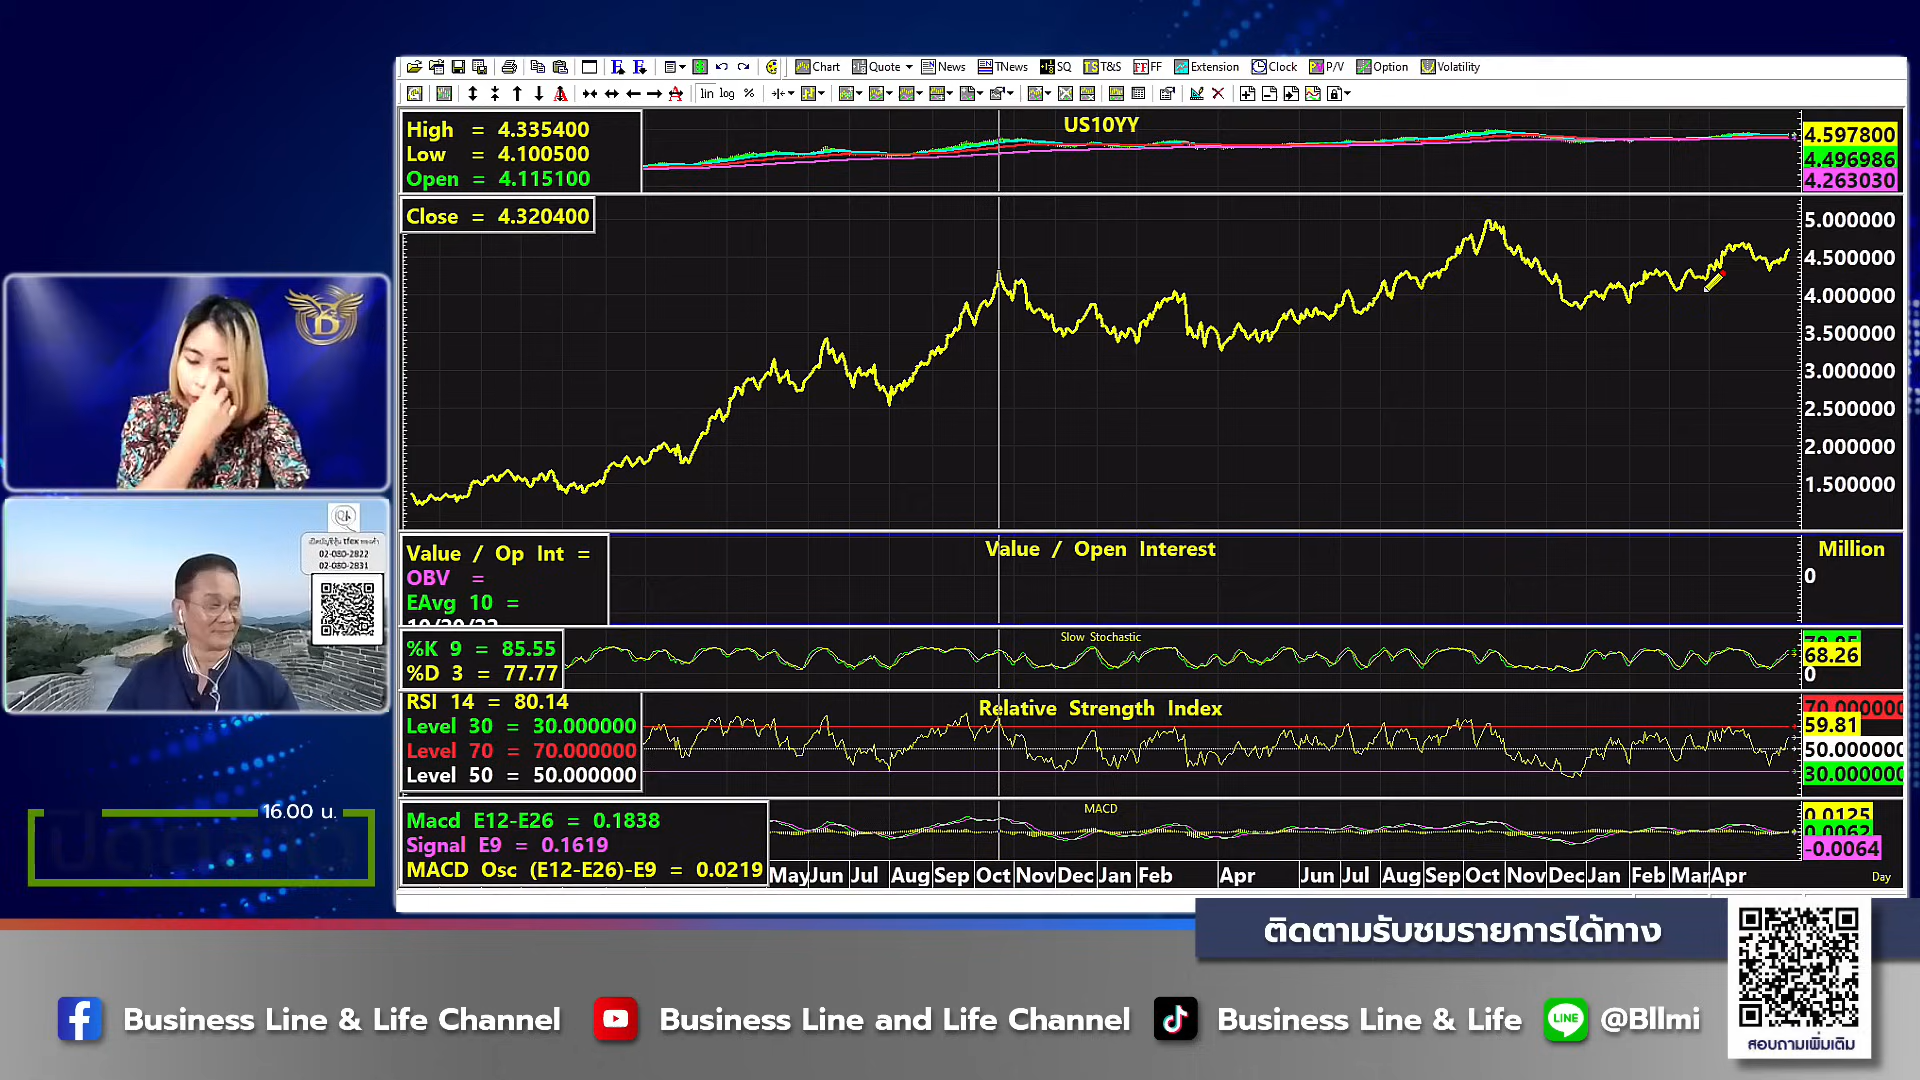 Chart Quote News TNews SQ T&S FF Extension Clock P/V Option Volatility
lin log %
High = 4.335400
Low = 4.100500
Open = 4.115100
US10YY
4.597800
4.496986
4.263030
Close = 4.320400
5.000000
4.500000
4.000000
3.500000
3.000000
2.500000
2.000000
1.500000
Value / Op Int =
OBV =
EAvg 10 =
Value / Open Interest
Million
0
%K 9 = 85.55
%D 3 = 77.77
Slow Stochastic
68.26
0
RSI 14 = 80.14
Level 30 = 30.000000
Level 70 = 70.000000
Level 50 = 50.000000
Relative Strength Index
70.000000
59.81
50.000000
30.000000
Macd E12-E26 = 0.1838
Signal E9 = 0.1619
MACD Osc (E12-E26)-E9 = 0.0219
MACD
0.0125
0.0062
-0.0064
May Jun Jul Aug Sep Oct Nov Dec Jan Feb Apr Jun Jul Aug Sep Oct Nov Dec Jan Feb Mar Apr
Day
02-080-2822
02-080-2831
16.00 น.
ติดตามรับชมรายการได้ทาง
Business Line & Life Channel
Business Line and Life Channel
Business Line & Life
LINE
@Bllmi
สอบถามเพิ่มเติม